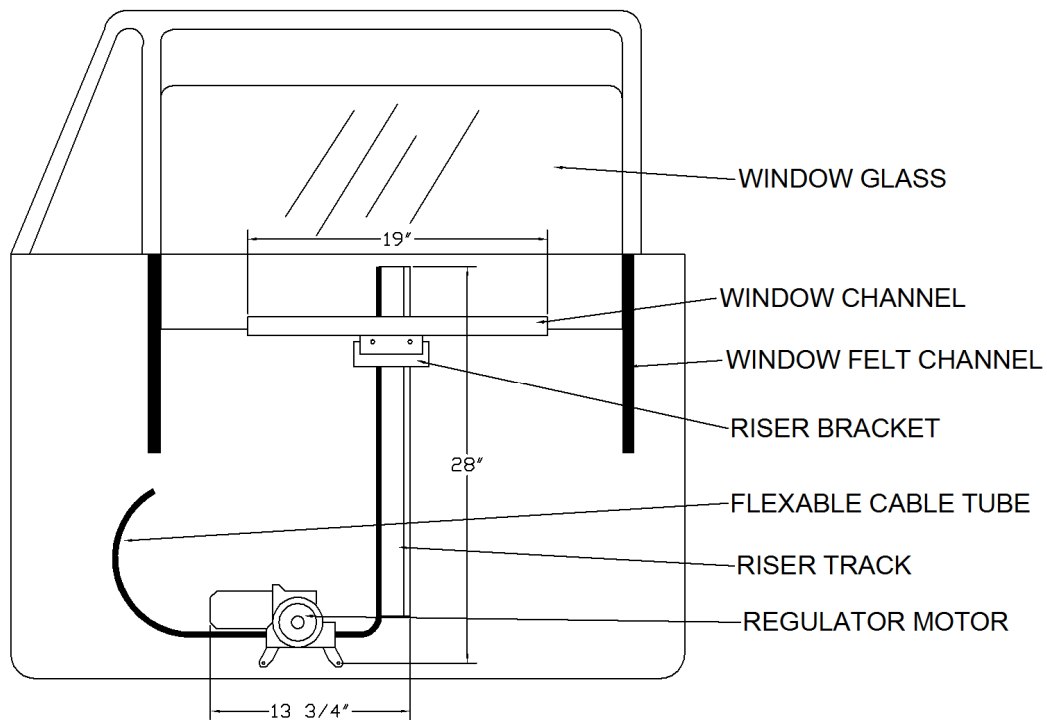 WINDOW GLASS
19"
WINDOW CHANNEL
WINDOW FELT CHANNEL
RISER BRACKET
28"
FLEXABLE CABLE TUBE
RISER TRACK
REGULATOR MOTOR
13 3/4"